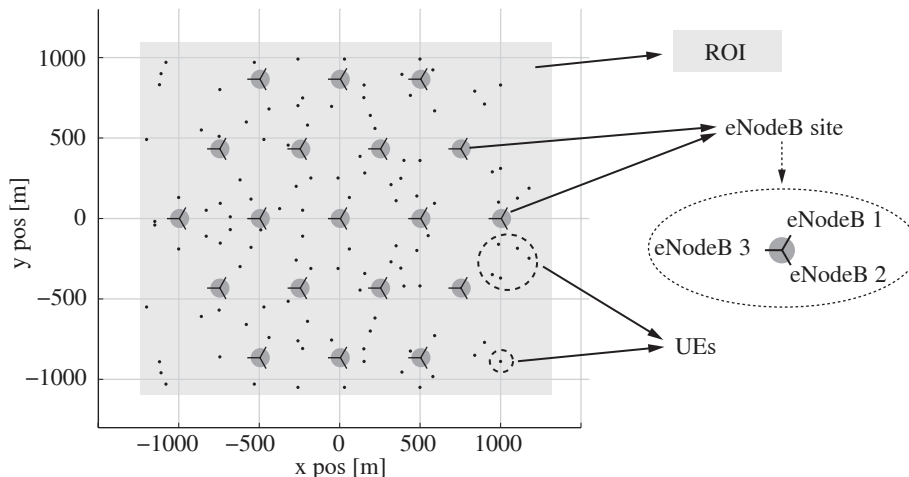 1000
500
0
−500
−1000
y pos [m]
−1000
−500
0
500
1000
x pos [m]
ROI
eNodeB site
eNodeB 1
eNodeB 3
eNodeB 2
UEs